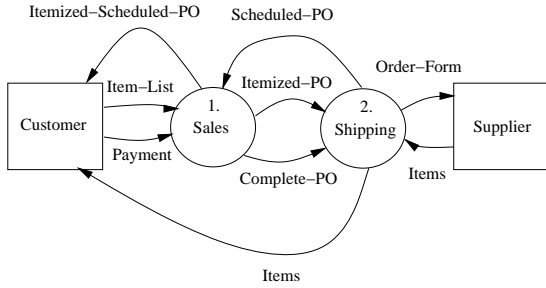 Itemized-Scheduled-PO
Scheduled-PO
Item-List
Itemized-PO
Order-Form
Customer
1.
Sales
2.
Shipping
Supplier
Payment
Complete-PO
Items
Items